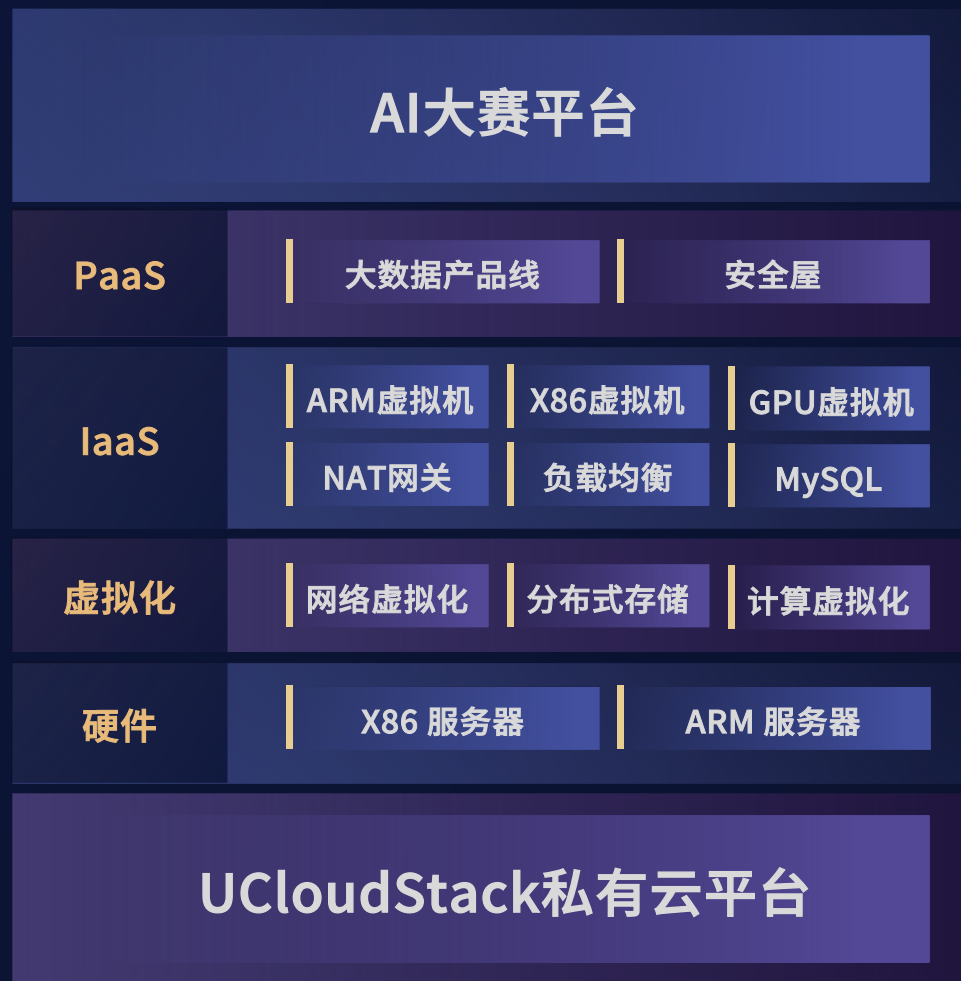 AI大赛平台
PaaS
大数据产品线
安全屋
IaaS
ARM虚拟机
X86虚拟机
GPU虚拟机
NAT网关
负载均衡
MySQL
虚拟化
网络虚拟化
分布式存储
计算虚拟化
硬件
X86 服务器
ARM 服务器
UCloudStack私有云平台